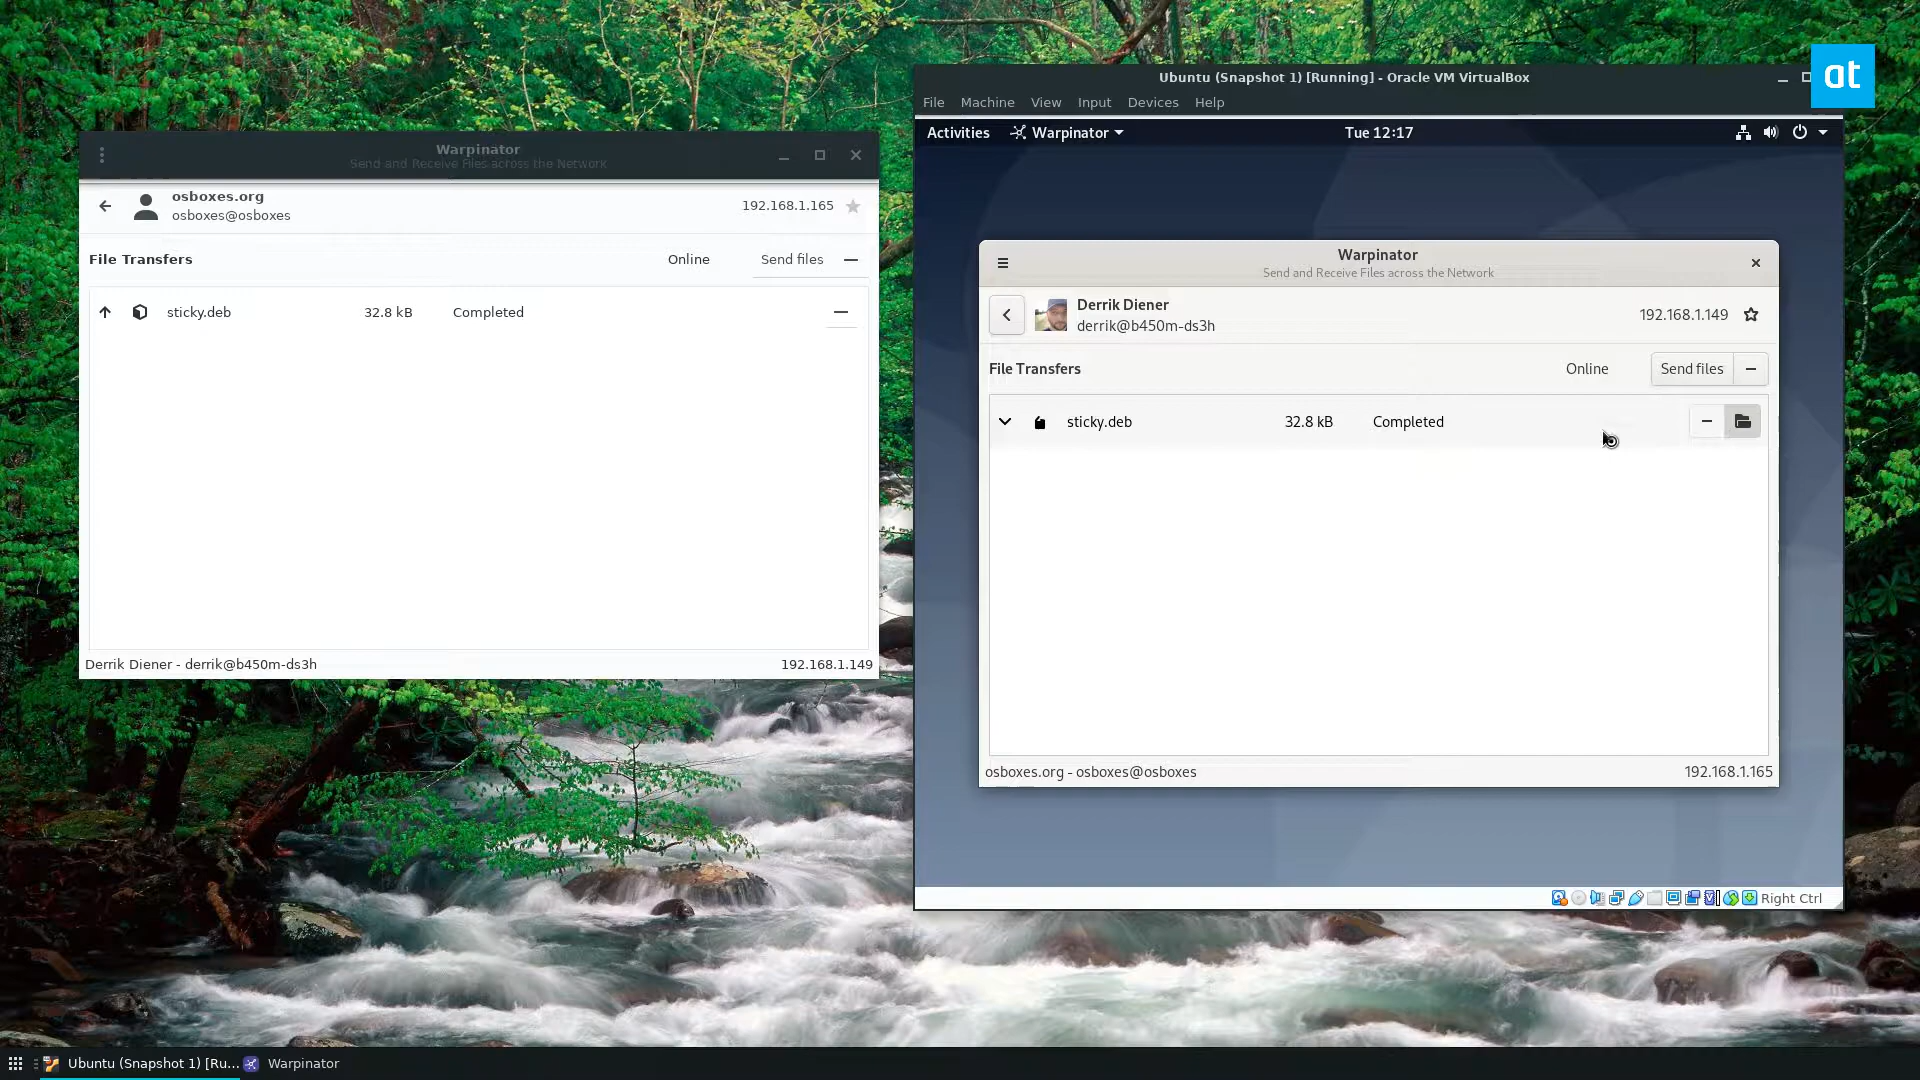 at
Ubuntu (Snapshot 1) [Running] - Oracle VM VirtualBox
File Machine View Input Devices Help
Activities Warpinator Tue 12:17
Warpinator
Send and Receive Files across the Network
osboxes.org
osboxes@osboxes
192.168.1.165
File Transfers Online Send files
sticky.deb 32.8 kB Completed
Derrik Diener - derrik@b450m-ds3h 192.168.1.149
Warpinator
Send and Receive Files across the Network
Derrik Diener
derrik@b450m-ds3h
192.168.1.149
File Transfers Online Send files
sticky.deb 32.8 kB Completed
osboxes.org - osboxes@osboxes 192.168.1.165
Right Ctrl
Ubuntu (Snapshot 1) [Ru... Warpinator